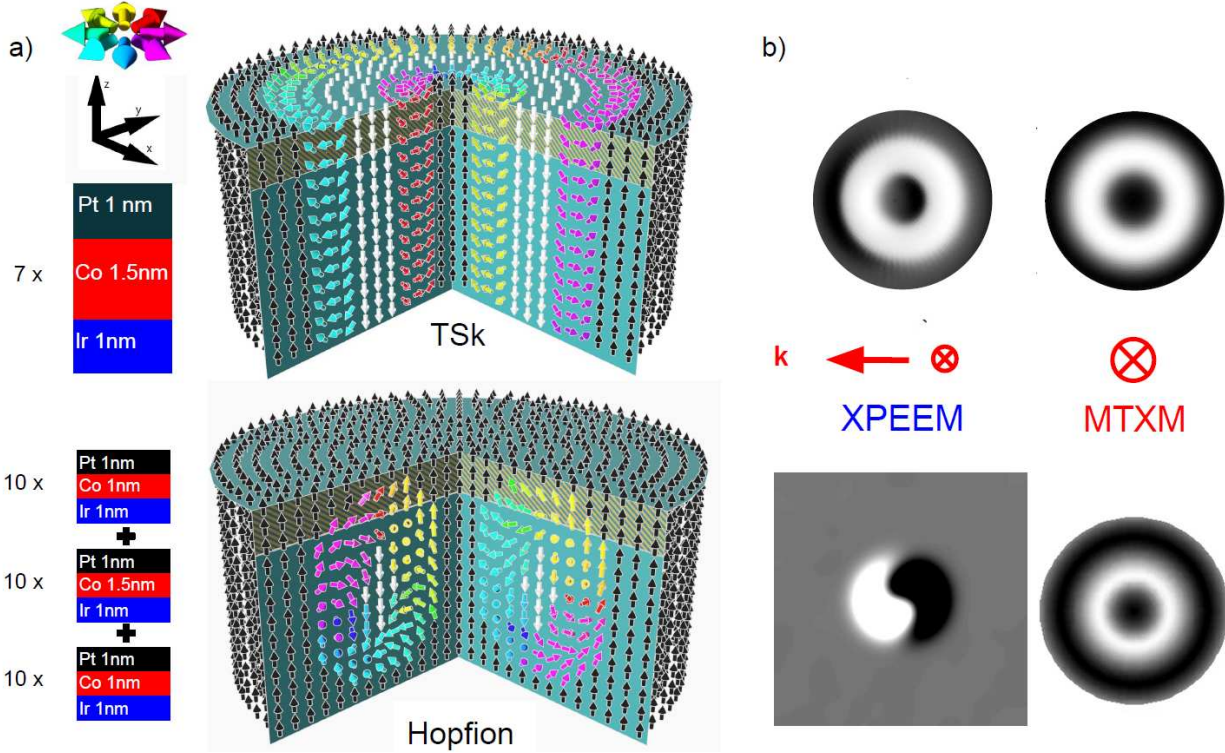 a)
z
y
x
7 x
Pt 1 nm
Co 1.5nm
Ir 1nm
TSk
10 x
Pt 1nm
Co 1nm
Ir 1nm
+
10 x
Pt 1nm
Co 1.5nm
Ir 1nm
+
10 x
Pt 1nm
Co 1nm
Ir 1nm
Hopfion
b)
k
XPEEM
MTXM